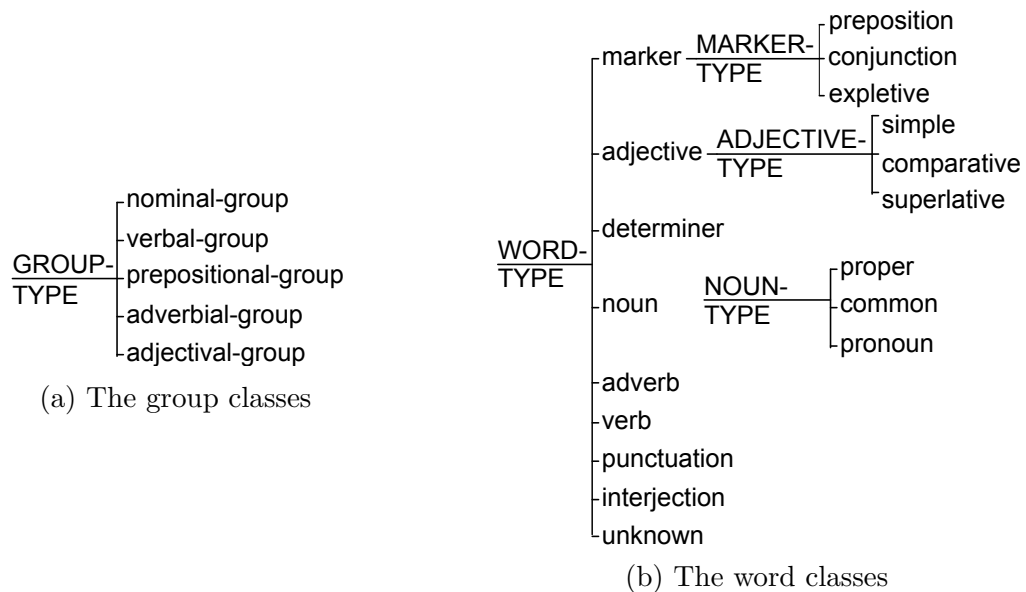 GROUP-
TYPE
nominal-group
verbal-group
prepositional-group
adverbial-group
adjectival-group
(a) The group classes
WORD-
TYPE
marker
MARKER-
TYPE
preposition
conjunction
expletive
adjective
ADJECTIVE-
TYPE
simple
comparative
superlative
determiner
noun
NOUN-
TYPE
proper
common
pronoun
adverb
verb
punctuation
interjection
unknown
(b) The word classes